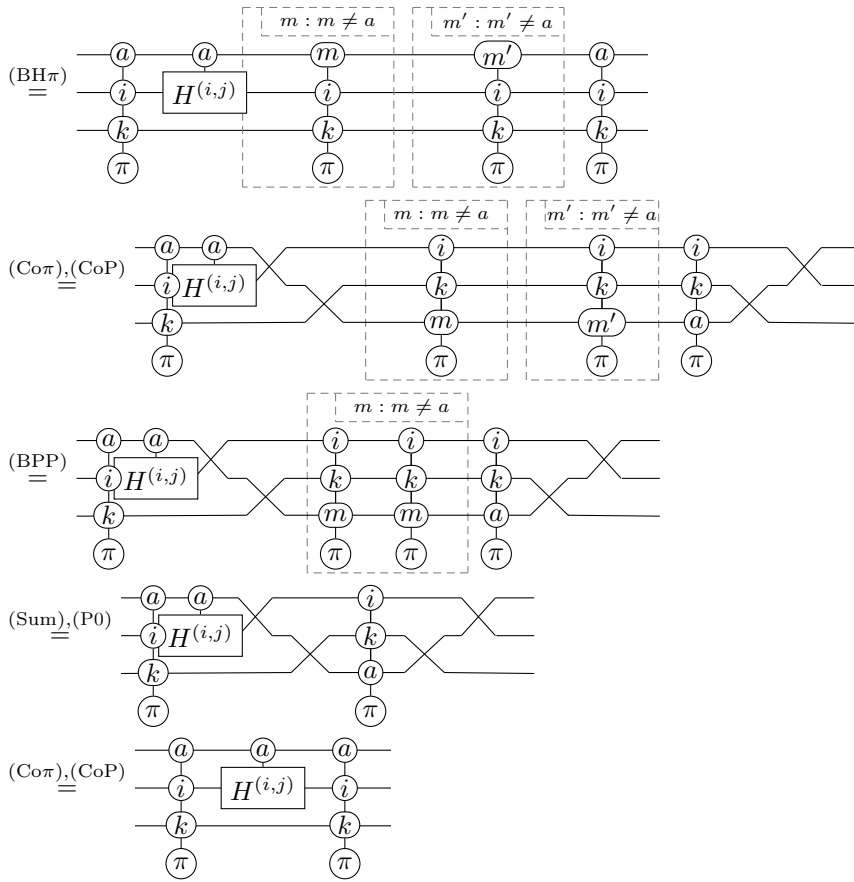 m : m ≠ a m′ : m′ ≠ a
a a m m′ a
(BHπ)
= i H^{(i,j)} i i i
k k k k
π π π π
m : m ≠ a m′ : m′ ≠ a
a a i i i
(Coπ),(CoP)
= i H^{(i,j)} k k k
k m m′ a
π π π π
m : m ≠ a
a a i i i
(BPP)
= i H^{(i,j)} k k k
k m m a
π π π π
a a i
(Sum),(P0)
= i H^{(i,j)} k
k a
π π
a a a
(Coπ),(CoP)
= i H^{(i,j)} i
k k
π π